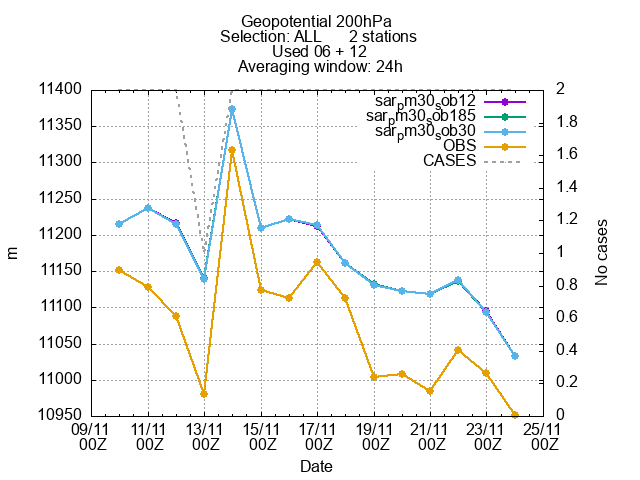 Geopotential 200hPa
Selection: ALL 2 stations
Used 06 + 12
Averaging window: 24h
sarpm30sob12
sarpm30sob185
sarpm30sob30
OBS
CASES
11400
11350
11300
11250
11200
11150
11100
11050
11000
10950
m
2
1.8
1.6
1.4
1.2
1
0.8
0.6
0.4
0.2
0
No cases
09/11 11/11 13/11 15/11 17/11 19/11 21/11 23/11 25/11
00Z 00Z 00Z 00Z 00Z 00Z 00Z 00Z 00Z
Date